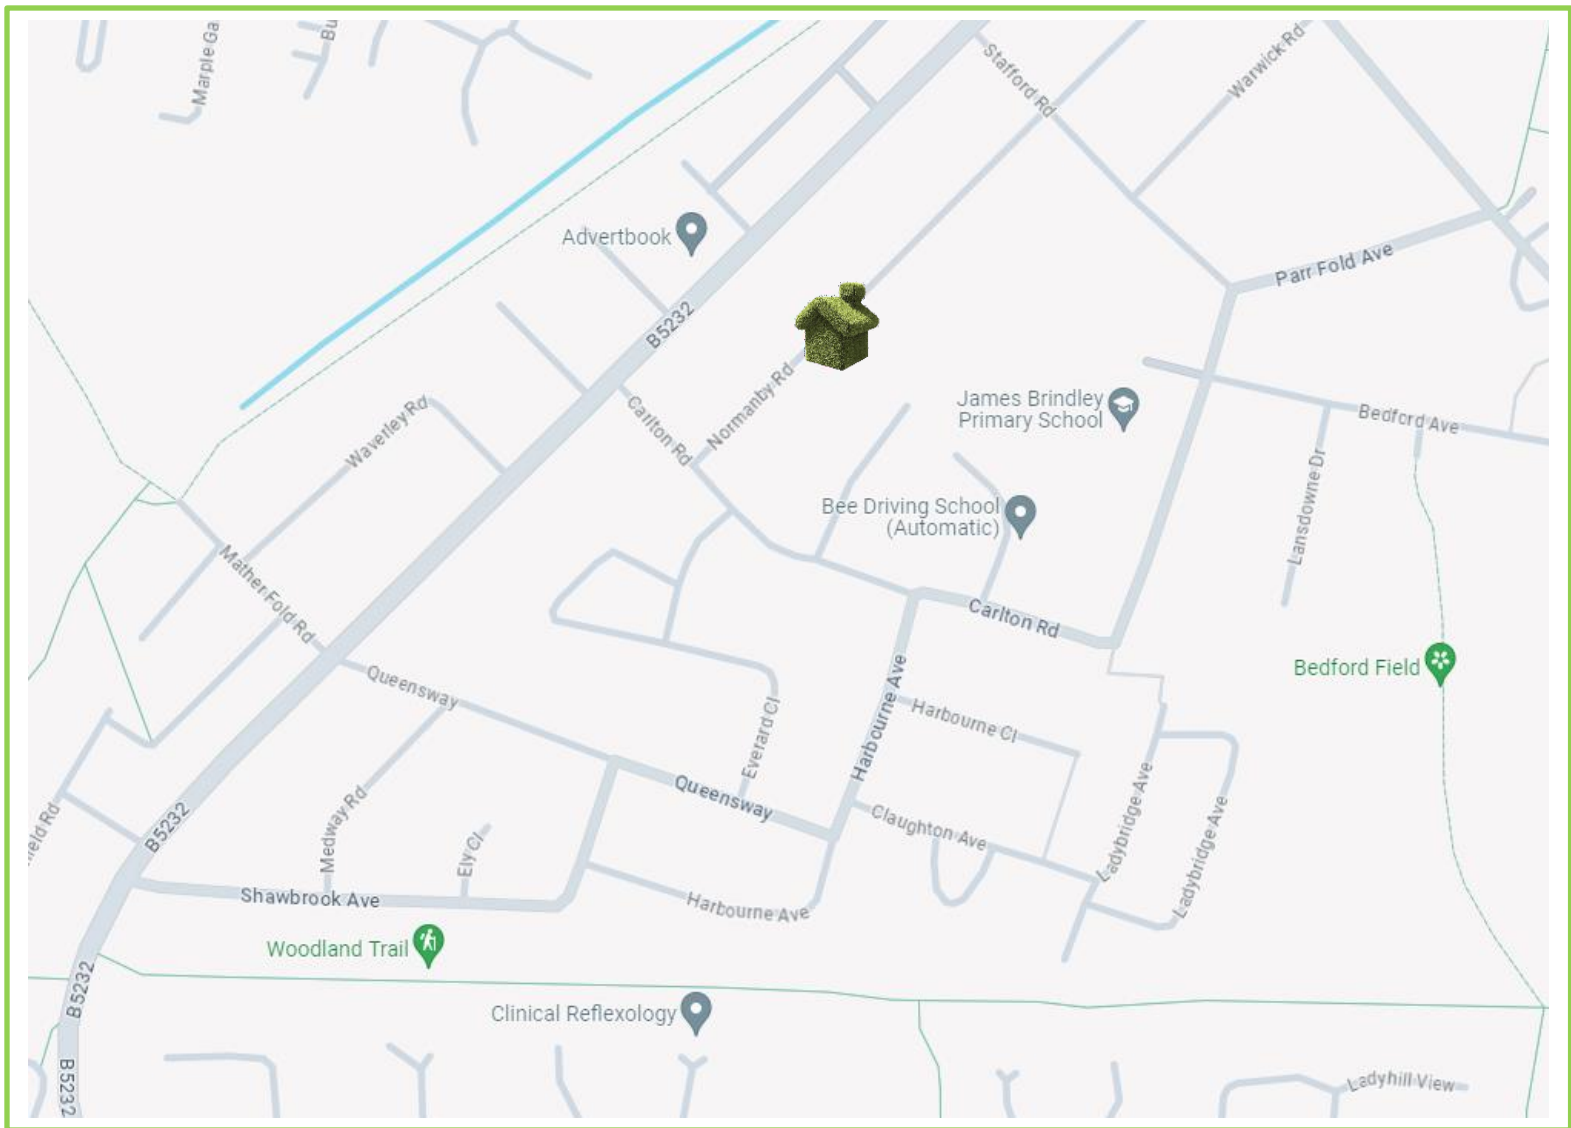 Marple Ga
Bu
Stafford Rd
Warwick Rd
Advertbook
Parr Fold Ave
B5232
Normanby Rd
Carlton Rd
James Brindley
Primary School
Waverley Rd
Bedford Ave
Lansdowne Dr
Bee Driving School
(Automatic)
Mather Fold Rd
Carlton Rd
Queensway
Bedford Field
Harbourne Ave
Harbourne Cl
Everard Cl
Queensway
Claughton Ave
Ladybridge Ave
Ladybridge Ave
B5232
Medway Rd
Ely Cl
ield Rd
Shawbrook Ave
Harbourne Ave
Woodland Trail
B5232
Clinical Reflexology
B5232
Ladyhill View